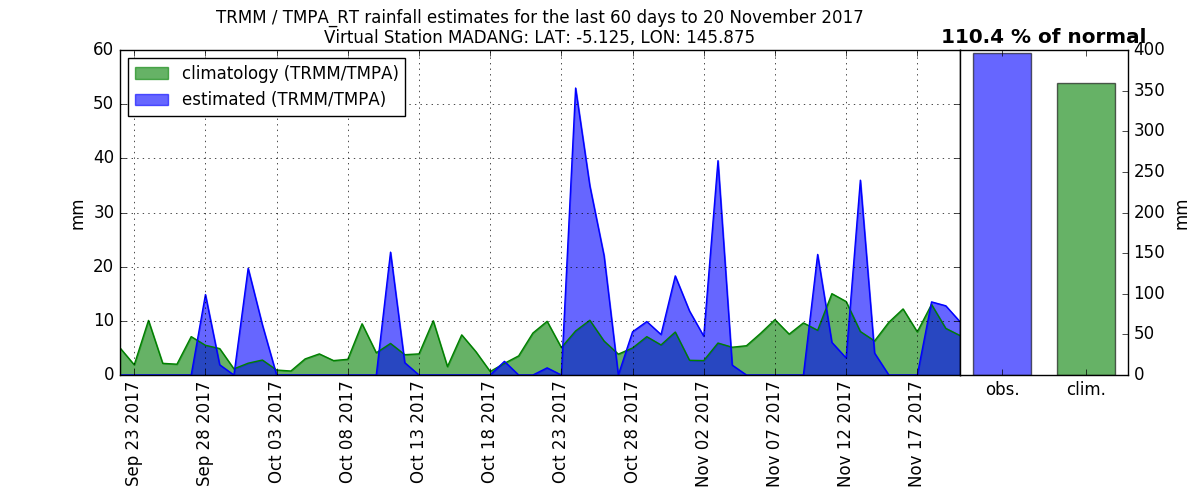 TRMM / TMPA_RT rainfall estimates for the last 60 days to 20 November 2017
Virtual Station MADANG: LAT: -5.125, LON: 145.875
110.4 % of normal
climatology (TRMM/TMPA)
estimated (TRMM/TMPA)
mm
60
50
40
30
20
10
0
Sep 23 2017
Sep 28 2017
Oct 03 2017
Oct 08 2017
Oct 13 2017
Oct 18 2017
Oct 23 2017
Oct 28 2017
Nov 02 2017
Nov 07 2017
Nov 12 2017
Nov 17 2017
obs.
clim.
400
350
300
250
200
150
100
50
0
mm